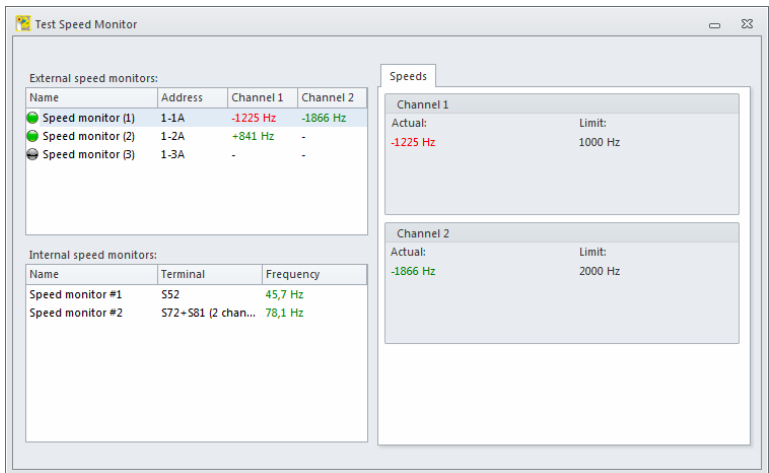 Test Speed Monitor
External speed monitors:
Name Address Channel 1 Channel 2
Speed monitor (1) 1-1A -1225 Hz -1866 Hz
Speed monitor (2) 1-2A +841 Hz -
Speed monitor (3) 1-3A - -
Internal speed monitors:
Name Terminal Frequency
Speed monitor #1 S52 45,7 Hz
Speed monitor #2 S72+S81 (2 chan... 78,1 Hz
Speeds
Channel 1
Actual: Limit:
-1225 Hz 1000 Hz
Channel 2
Actual: Limit:
-1866 Hz 2000 Hz